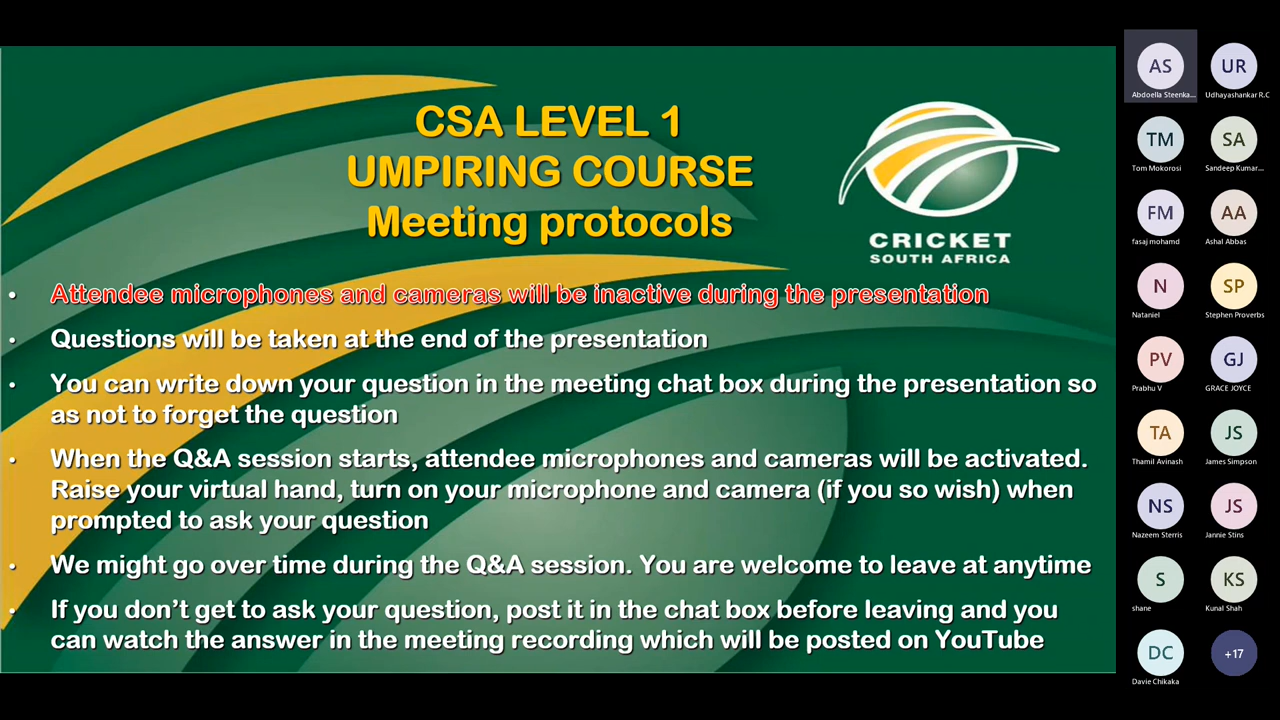 CSA LEVEL 1
UMPIRING COURSE
Meeting protocols
CRICKET
SOUTH AFRICA
• Attendee microphones and cameras will be inactive during the presentation
• Questions will be taken at the end of the presentation
• You can write down your question in the meeting chat box during the presentation so
as not to forget the question
• When the Q&A session starts, attendee microphones and cameras will be activated.
Raise your virtual hand, turn on your microphone and camera (if you so wish) when
prompted to ask your question
• We might go over time during the Q&A session. You are welcome to leave at anytime
• If you don’t get to ask your question, post it in the chat box before leaving and you
can watch the answer in the meeting recording which will be posted on YouTube
AS
Abdoella Steenka...
UR
Udhayashankar R.C
TM
Tom Mokorosi
SA
Sandeep Kumar...
FM
fasaj mohamd
AA
Ashal Abbas
N
Nataniel
SP
Stephen Proverbs
PV
Prabhu V
GJ
GRACE JOYCE
TA
Thamil Avinash
JS
James Simpson
NS
Nazeem Sterris
JS
Jannie Stins
S
shane
KS
Kunal Shah
DC
Davie Chikaka
+17